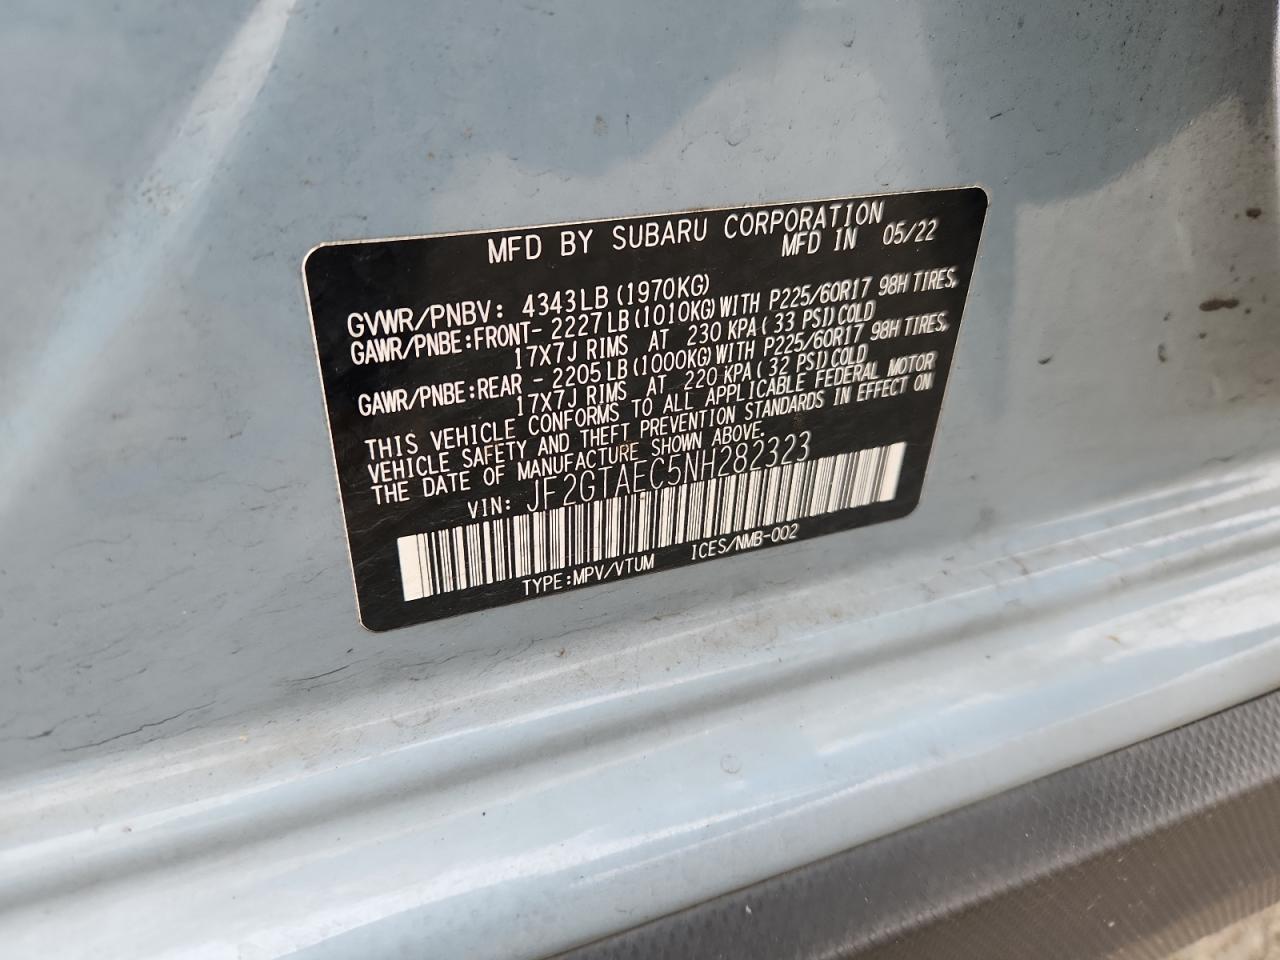 MFD BY SUBARU CORPORATION
MFD IN 05/22
GVWR/PNBV: 4343LB(1970KG)
GAWR/PNBE:FRONT- 2227LB(1010KG)WITH P225/60R17 98H TIRES,
17X7J RIMS AT 230 KPA( 33 PSI)COLD
GAWR/PNBE:REAR - 2205LB(1000KG)WITH P225/60R17 98H TIRES,
17X7J RIMS AT 220 KPA( 32 PSI)COLD
THIS VEHICLE CONFORMS TO ALL APPLICABLE FEDERAL MOTOR
VEHICLE SAFETY AND THEFT PREVENTION STANDARDS IN EFFECT ON
THE DATE OF MANUFACTURE SHOWN ABOVE.
VIN: JF2GTAEC5NH282323
TYPE:MPV/VTUM ICES/NMB-002